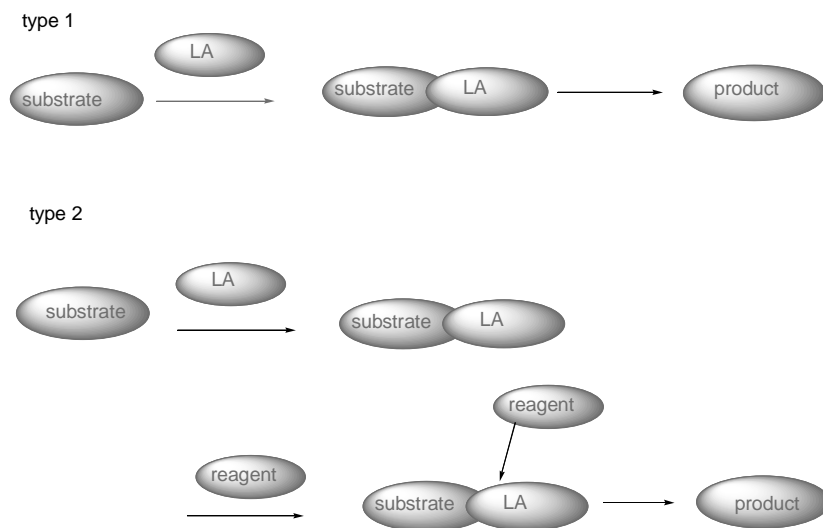 type 1
LA
substrate
substrate LA
product
type 2
LA
substrate
substrate LA
reagent
reagent
substrate LA
product